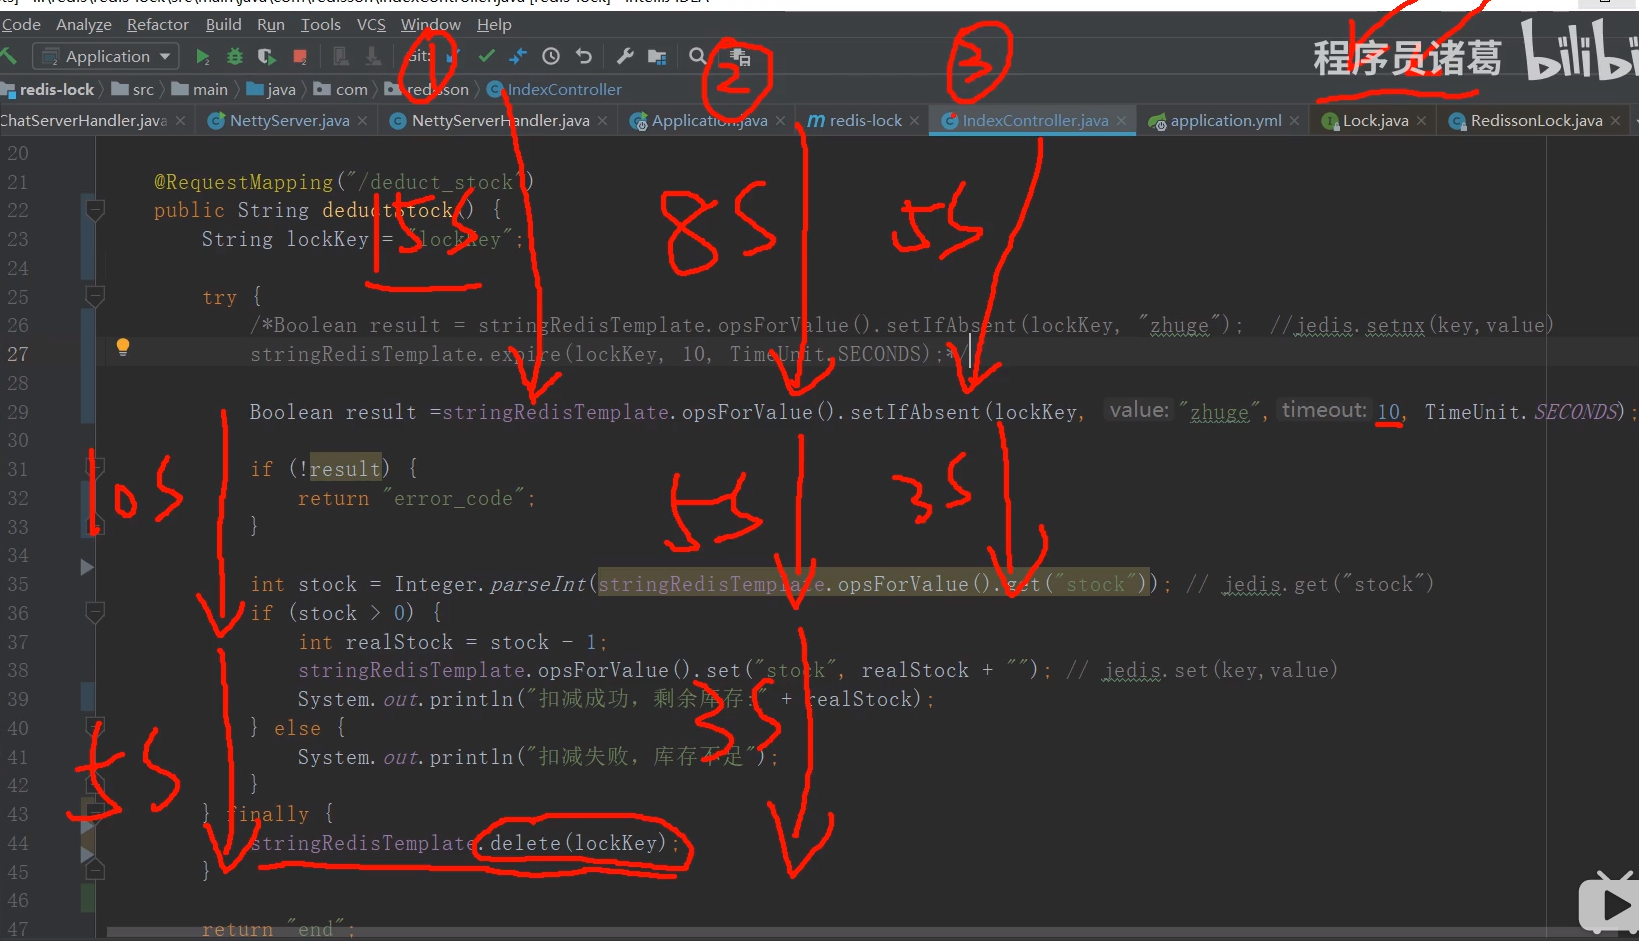 Code Analyze Refactor Build Run Tools VCS Window Help
Application Git:
程序员诸葛 bilibi
redis-lock src main java com redisson IndexController
ChatServerHandler.java NettyServer.java NettyServerHandler.java Application.java redis-lock IndexController.java application.yml Lock.java RedissonLock.java
① ② ③
20
21 @RequestMapping("/deduct_stock")
22 public String deductStock() {
23 String lockKey = "lockKey";
15S 8S 5S
24
25 try {
26 /*Boolean result = stringRedisTemplate.opsForValue().setIfAbsent(lockKey, "zhuge"); //jedis.setnx(key,value)
27 stringRedisTemplate.expire(lockKey, 10, TimeUnit.SECONDS);*/
28
29 Boolean result =stringRedisTemplate.opsForValue().setIfAbsent(lockKey, value: "zhuge", timeout: 10, TimeUnit.SECONDS);
30
31 if (!result) {
32 return "error_code";
10S 5S 3S
33 }
34
35 int stock = Integer.parseInt(stringRedisTemplate.opsForValue().get("stock")); // jedis.get("stock")
36 if (stock > 0) {
37 int realStock = stock - 1;
38 stringRedisTemplate.opsForValue().set("stock", realStock + ""); // jedis.set(key,value)
39 System.out.println("扣减成功，剩余库存:" + realStock);
3S
40 } else {
41 System.out.println("扣减失败，库存不足");
5S
42 }
43 } finally {
44 stringRedisTemplate.delete(lockKey);
45 }
46
47 return "end";